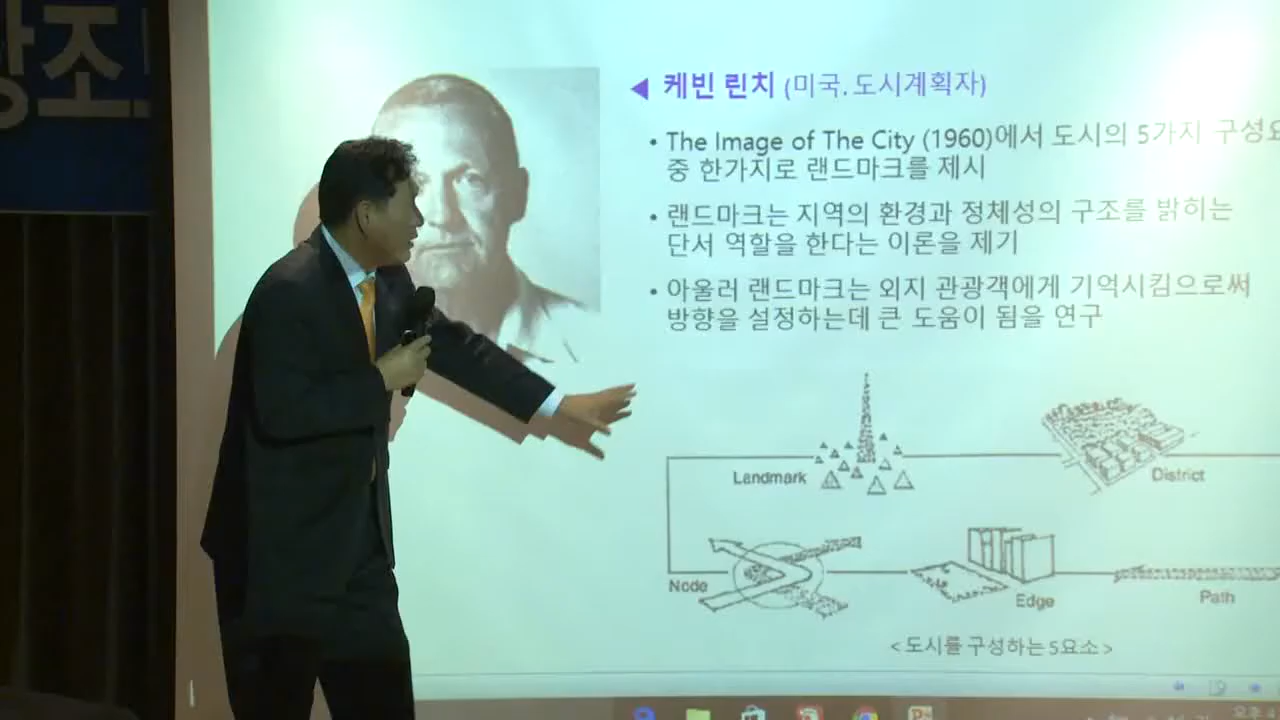 조
◀ 케빈 린치 (미국.도시계획자)
• The Image of The City (1960)에서 도시의 5가지 구성요
중 한가지로 랜드마크를 제시
• 랜드마크는 지역의 환경과 정체성의 구조를 밝히는
단서 역할을 한다는 이론을 제기
• 아울러 랜드마크는 외지 관광객에게 기억시킴으로써
방향을 설정하는데 큰 도움이 됨을 연구
Landmark
District
Node
Edge
Path
< 도시를 구성하는 5요소 >
오후